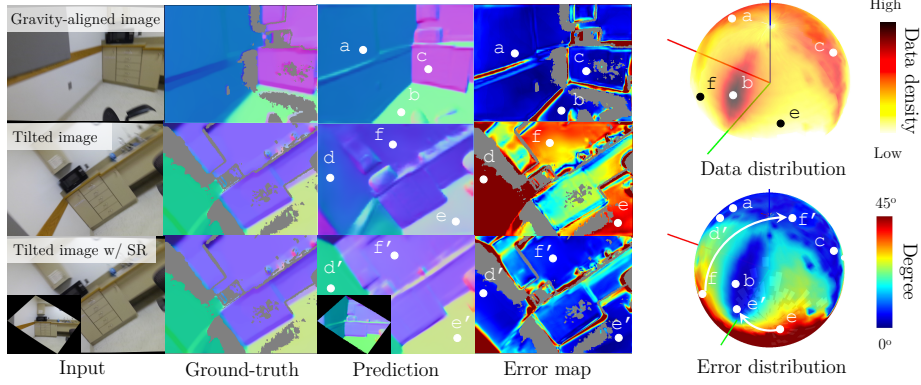 Gravity-aligned image
a
c
b
a
c
b
Tilted image
f
d
e
f
d
e
Tilted image w/ SR
f'
d'
e'
f'
d'
e'
Input
Ground-truth
Prediction
Error map
a
c
f
b
e
High
Data density
Low
Data distribution
a
f'
d'
c
f
b
e'
e
45°
Degree
0°
Error distribution